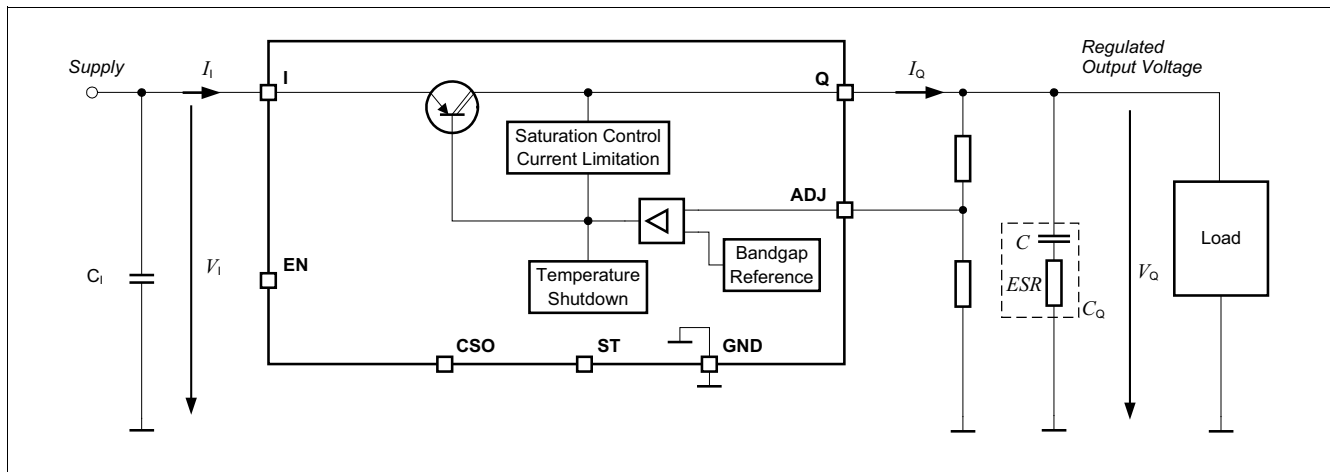 Supply
I_I
I
Q
I_Q
Regulated
Output Voltage
Saturation Control
Current Limitation
ADJ
Bandgap
Reference
Temperature
Shutdown
EN
C_I
V_I
CSO
ST
GND
C
ESR
C_Q
V_Q
Load